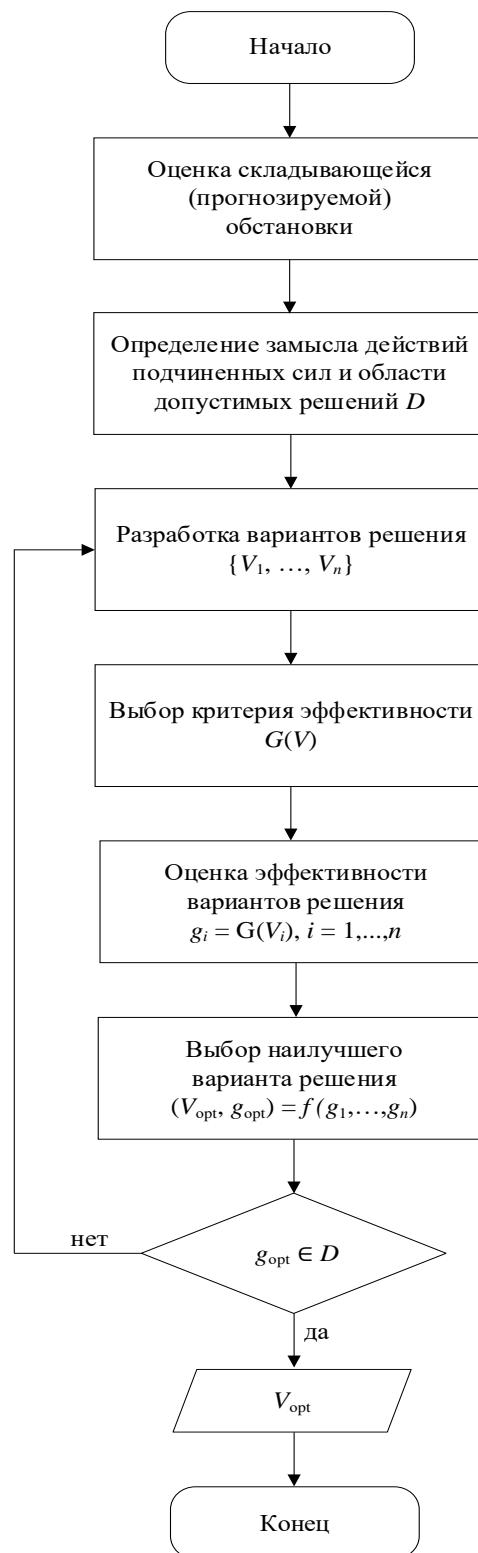 Начало
Оценка складывающейся
(прогнозируемой)
обстановки
Определение замысла действий
подчиненных сил и области
допустимых решений D
Разработка вариантов решения
{V₁, …, Vₙ}
Выбор критерия эффективности
G(V)
Оценка эффективности
вариантов решения
gᵢ = G(Vᵢ), i = 1,...,n
Выбор наилучшего
варианта решения
(Vopt, gopt) = f(g₁,…,gₙ)
нет
gopt ∈ D
да
Vopt
Конец